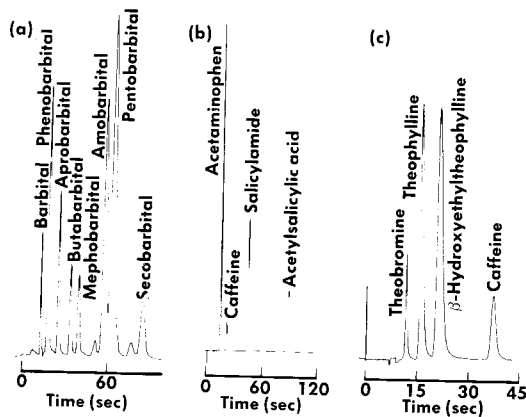 (a)
Barbital
Phenobarbital
Aprobarbital
Butabarbital
Mephobarbital
Amobarbital
Pentobarbital
Secobarbital
0 60
Time (sec)
(b)
Acetaminophen
Caffeine
Salicylamide
Acetylsalicylic acid
0 60 120
Time (sec)
(c)
Theobromine
Theophylline
β-Hydroxyethyltheophylline
Caffeine
0 15 30 45
Time (sec)